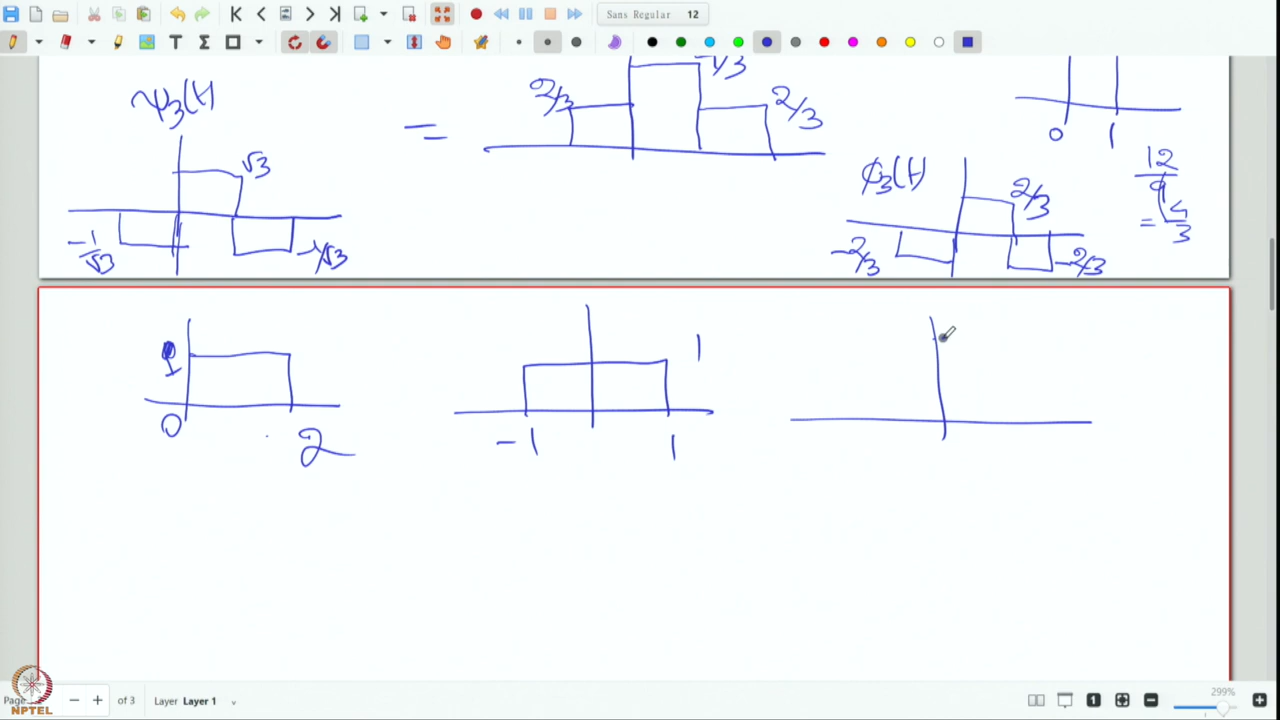 Sans Regular 12
ψ₃(t)
√3
-1/√3
-1/√3
=
2/3
2/3
0 1
12/9
= 4/3
φ₃(t)
2/3
-2/3
-2/3
1
0 2
1
-1 1
Page
of 3
Layer Layer 1
299%
NPTEL